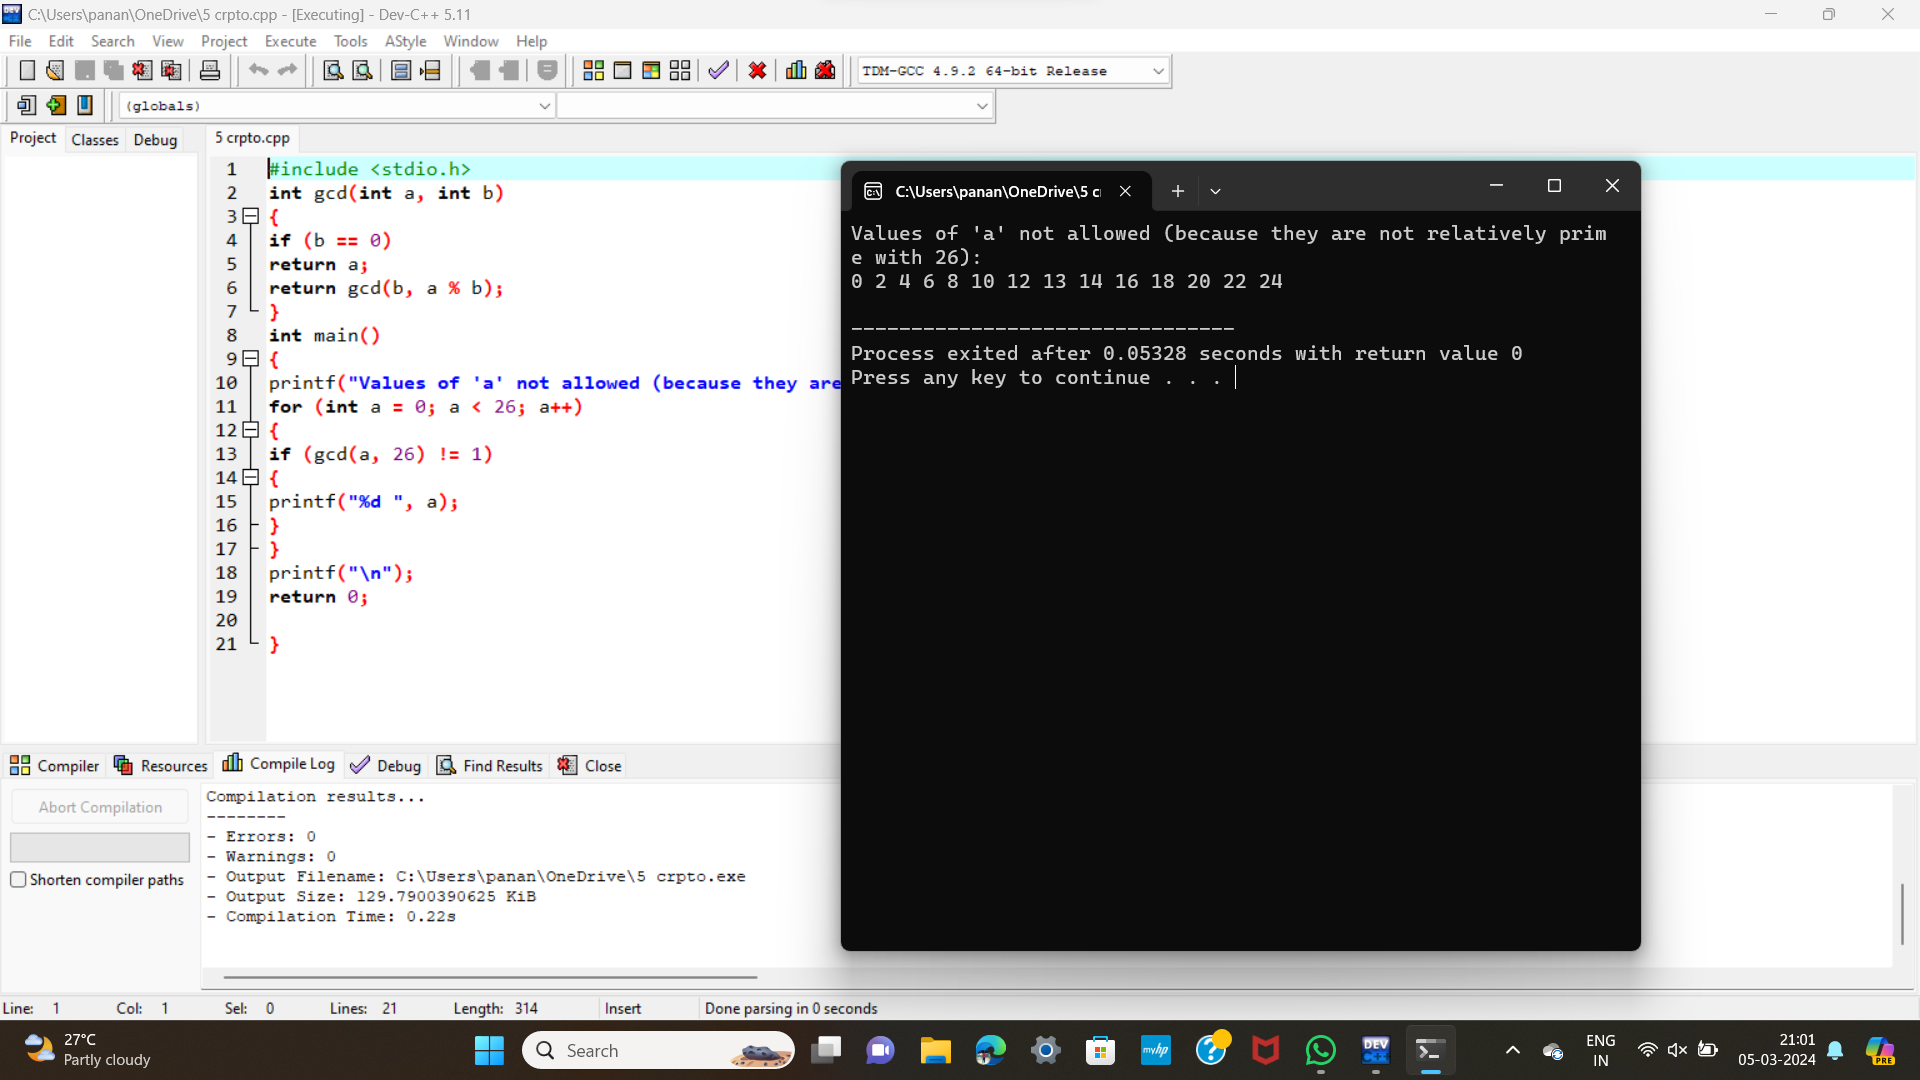 C:\Users\panan\OneDrive\5 crpto.cpp - [Executing] - Dev-C++ 5.11
File Edit Search View Project Execute Tools AStyle Window Help
TDM-GCC 4.9.2 64-bit Release
(globals)
Project Classes Debug
5 crpto.cpp
1 #include <stdio.h>
2 int gcd(int a, int b)
3 {
4 if (b == 0)
5 return a;
6 return gcd(b, a % b);
7 }
8 int main()
9 {
10 printf("Values of 'a' not allowed (because they are
11 for (int a = 0; a < 26; a++)
12 {
13 if (gcd(a, 26) != 1)
14 {
15 printf("%d ", a);
16 }
17 }
18 printf("\n");
19 return 0;
20
21 }
C:\Users\panan\OneDrive\5 c
Values of 'a' not allowed (because they are not relatively prim
e with 26):
0 2 4 6 8 10 12 13 14 16 18 20 22 24
--------------------------------
Process exited after 0.05328 seconds with return value 0
Press any key to continue . . .
Compiler Resources Compile Log Debug Find Results Close
Abort Compilation
Shorten compiler paths
Compilation results...
--------
- Errors: 0
- Warnings: 0
- Output Filename: C:\Users\panan\OneDrive\5 crpto.exe
- Output Size: 129.7900390625 KiB
- Compilation Time: 0.22s
Line: 1 Col: 1 Sel: 0 Lines: 21 Length: 314 Insert Done parsing in 0 seconds
27°C
Partly cloudy
Search
myhp
DEV
C++
ENG
IN
21:01
05-03-2024
PRE